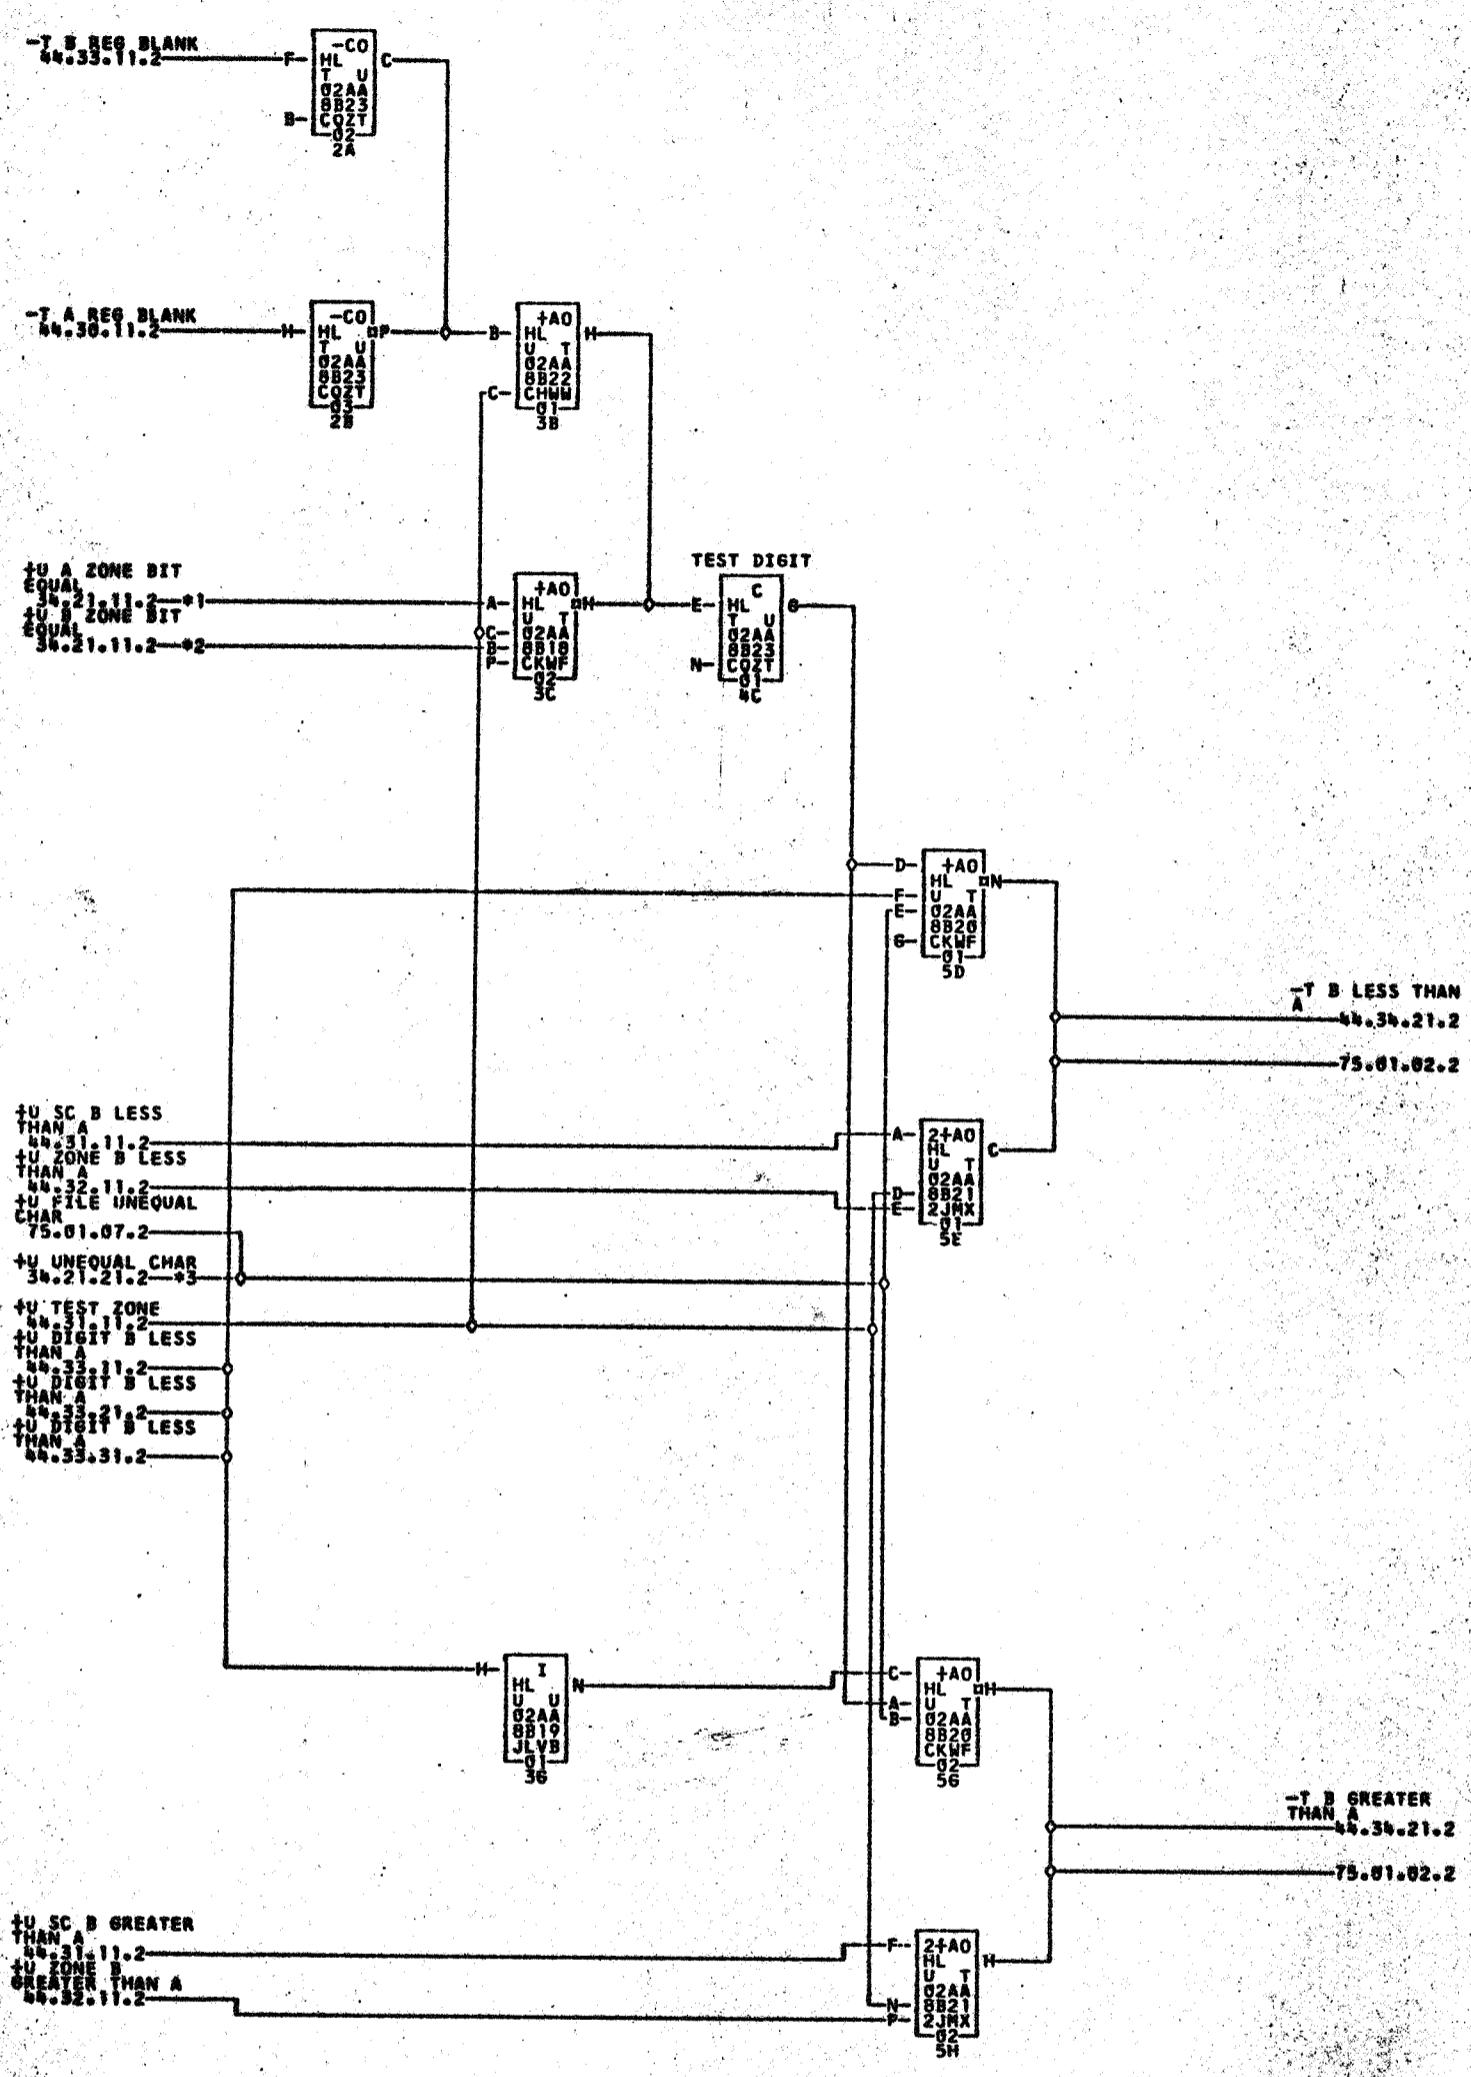 -T B REG BLANK
44.33.11.2
F
-CO
HL
C
T U
02AA
8B23
B
CQZT
02
2A
-T A REG BLANK
44.30.11.2
H
-CO
HL
P
T U
02AA
8B23
CQZT
03
2B
B
+AO
HL
H
U T
02AA
8B22
C
CHWW
01
3B
+U A ZONE BIT
EQUAL
34.21.11.2 *1
+U B ZONE BIT
EQUAL
34.21.11.2 *2
A
+AO
HL
H
U T
C
02AA
B
8B18
P
CKWF
02
3C
TEST DIGIT
E
C
HL
G
T U
02AA
8B23
N
CQZT
01
4C
D
+AO
HL
N
F
U T
E
02AA
8B20
G
CKWF
01
5D
-T B LESS THAN
A
44.34.21.2
75.01.02.2
+U SC B LESS
THAN A
44.31.11.2
+U ZONE B LESS
THAN A
44.32.11.2
+U FILE UNEQUAL
CHAR
75.01.07.2
+U UNEQUAL CHAR
34.21.21.2 *3
+U TEST ZONE
44.31.11.2
+U DIGIT B LESS
THAN A
44.33.11.2
+U DIGIT B LESS
THAN A
44.33.21.2
+U DIGIT B LESS
THAN A
44.33.31.2
A
2+AO
HL
C
U T
02AA
D
8B21
E
2JMX
01
5E
H
I
HL
N
U U
02AA
8B19
JLVB
01
3G
C
+AO
HL
H
A
U T
B
02AA
8B20
CKWF
02
5G
-T B GREATER
THAN A
44.34.21.2
75.01.02.2
+U SC B GREATER
THAN A
44.31.11.2
+U ZONE B
GREATER THAN A
44.32.11.2
F
2+AO
HL
H
U T
02AA
N
8B21
P
2JMX
02
5H